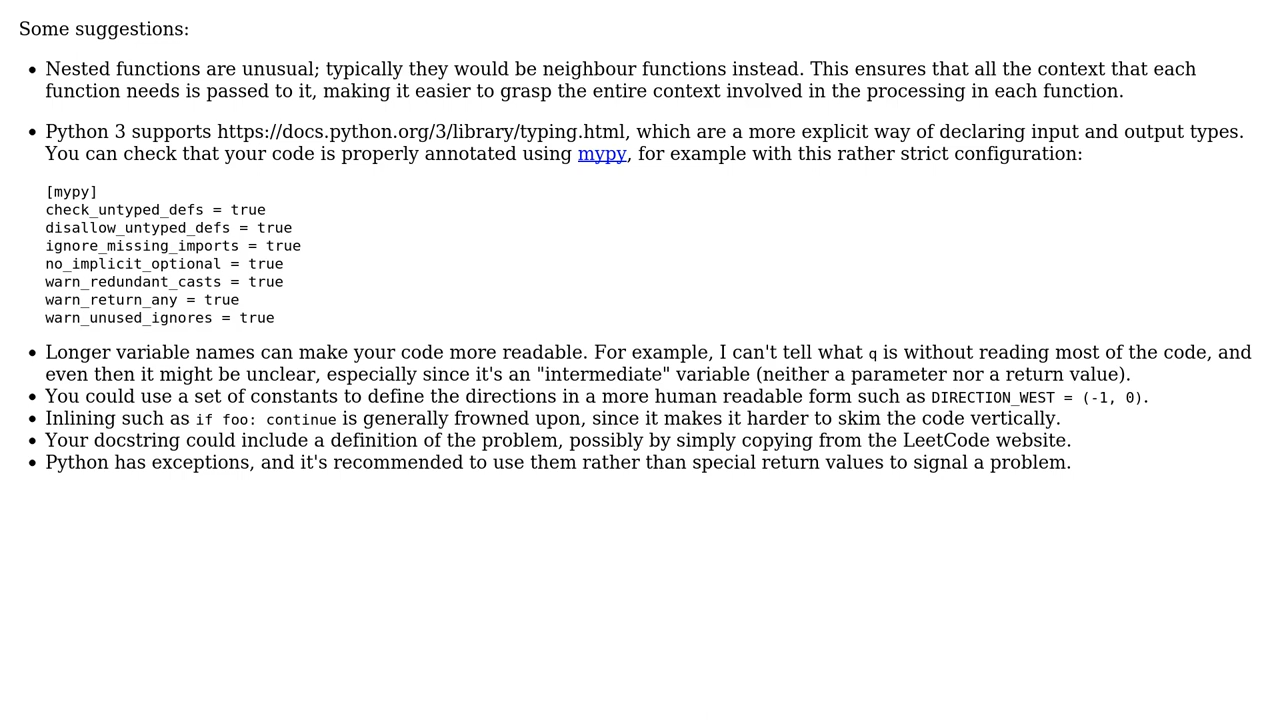 Some suggestions:
Nested functions are unusual; typically they would be neighbour functions instead. This ensures that all the context that each
function needs is passed to it, making it easier to grasp the entire context involved in the processing in each function.
Python 3 supports https://docs.python.org/3/library/typing.html, which are a more explicit way of declaring input and output types.
You can check that your code is properly annotated using mypy, for example with this rather strict configuration:
[mypy]
check_untyped_defs = true
disallow_untyped_defs = true
ignore_missing_imports = true
no_implicit_optional = true
warn_redundant_casts = true
warn_return_any = true
warn_unused_ignores = true
Longer variable names can make your code more readable. For example, I can't tell what q is without reading most of the code, and
even then it might be unclear, especially since it's an "intermediate" variable (neither a parameter nor a return value).
You could use a set of constants to define the directions in a more human readable form such as DIRECTION_WEST = (-1, 0).
Inlining such as if foo: continue is generally frowned upon, since it makes it harder to skim the code vertically.
Your docstring could include a definition of the problem, possibly by simply copying from the LeetCode website.
Python has exceptions, and it's recommended to use them rather than special return values to signal a problem.